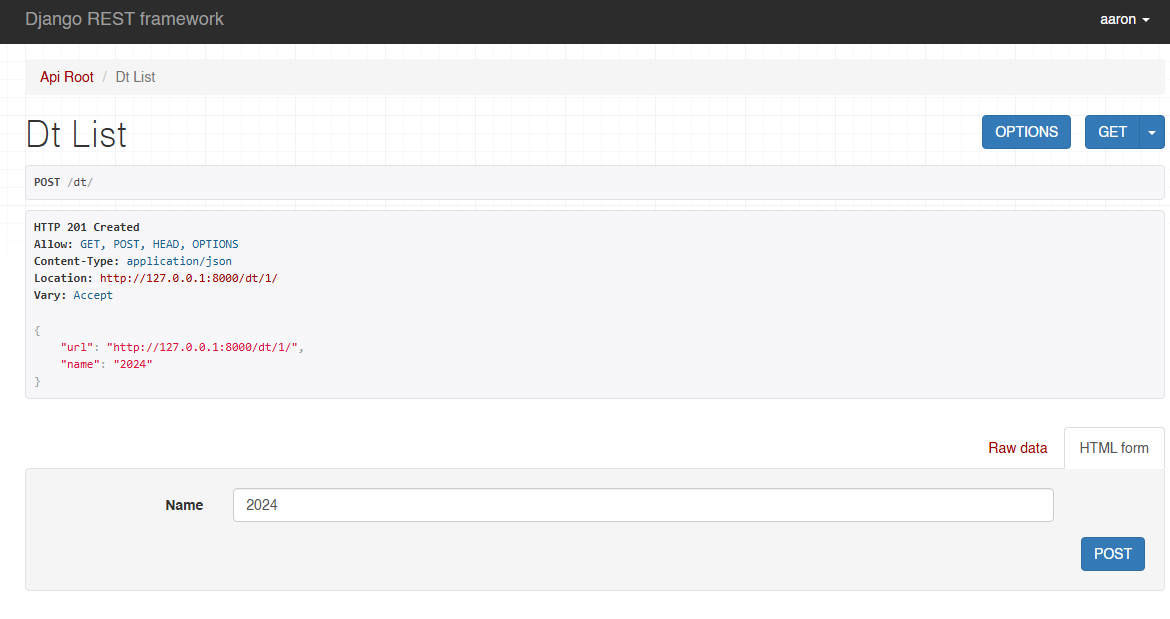 Django REST framework
aaron
Api Root / Dt List
Dt List
OPTIONS
GET
POST /dt/
HTTP 201 Created
Allow: GET, POST, HEAD, OPTIONS
Content-Type: application/json
Location: http://127.0.0.1:8000/dt/1/
Vary: Accept
{
"url": "http://127.0.0.1:8000/dt/1/",
"name": "2024"
}
Raw data
HTML form
Name
2024
POST